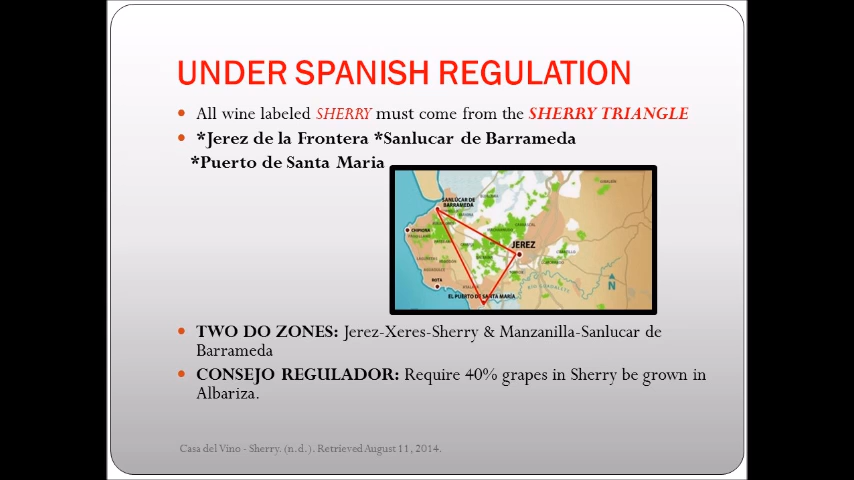 UNDER SPANISH REGULATION
All wine labeled SHERRY must come from the SHERRY TRIANGLE
*Jerez de la Frontera *Sanlucar de Barrameda
*Puerto de Santa Maria
SANLÚCAR DE
BARRAMEDA
CHIPIONA
JEREZ
ROTA
EL PUERTO DE SANTA MARÍA
N
TWO DO ZONES: Jerez-Xeres-Sherry & Manzanilla-Sanlucar de
Barrameda
CONSEJO REGULADOR: Require 40% grapes in Sherry be grown in
Albariza.
Casa del Vino - Sherry. (n.d.). Retrieved August 11, 2014.